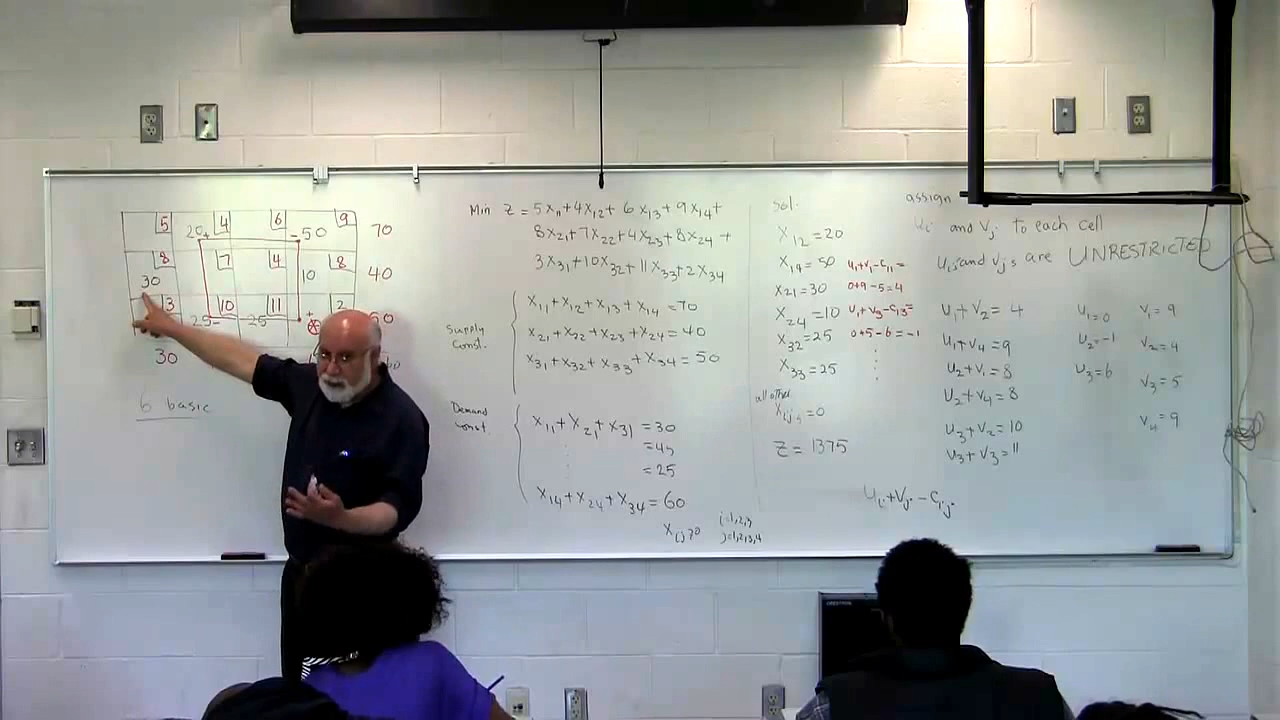 5 4 6 9
20+ -50 70
8 7 4 8
30 10 40
3 10 11 2
25- 25 + 50
30
6 basic
Min Z = 5x₁₁+4x₁₂+6x₁₃+9x₁₄+
8x₂₁+7x₂₂+4x₂₃+8x₂₄+
3x₃₁+10x₃₂+11x₃₃+2x₃₄
Supply
Const.
x₁₁+x₁₂+x₁₃+x₁₄=70
x₂₁+x₂₂+x₂₃+x₂₄=40
x₃₁+x₃₂+x₃₃+x₃₄=50
Demand
Const.
x₁₁+x₂₁+x₃₁=30
=45
=25
x₁₄+x₂₄+x₃₄=60
xᵢⱼ≥0 i=1,2,3
j=1,2,3,4
Sol.
x₁₂=20
x₁₄=50
x₂₁=30
x₂₄=10
x₃₂=25
x₃₃=25
all other
xᵢⱼ's=0
Z=1375
u₁+v₁-c₁₁=
0+9-5=4
u₁+v₃-c₁₃=
0+5-6=-1
assign
uᵢ and vⱼ to each cell
uᵢ's and vⱼ's are UNRESTRICTED
u₁+v₂=4
u₁+v₄=9
u₂+v₁=8
u₂+v₄=8
u₃+v₂=10
u₃+v₃=11
u₁=0
u₂=-1
u₃=6
v₁=9
v₂=4
v₃=5
v₄=9
uᵢ+vⱼ-cᵢⱼ